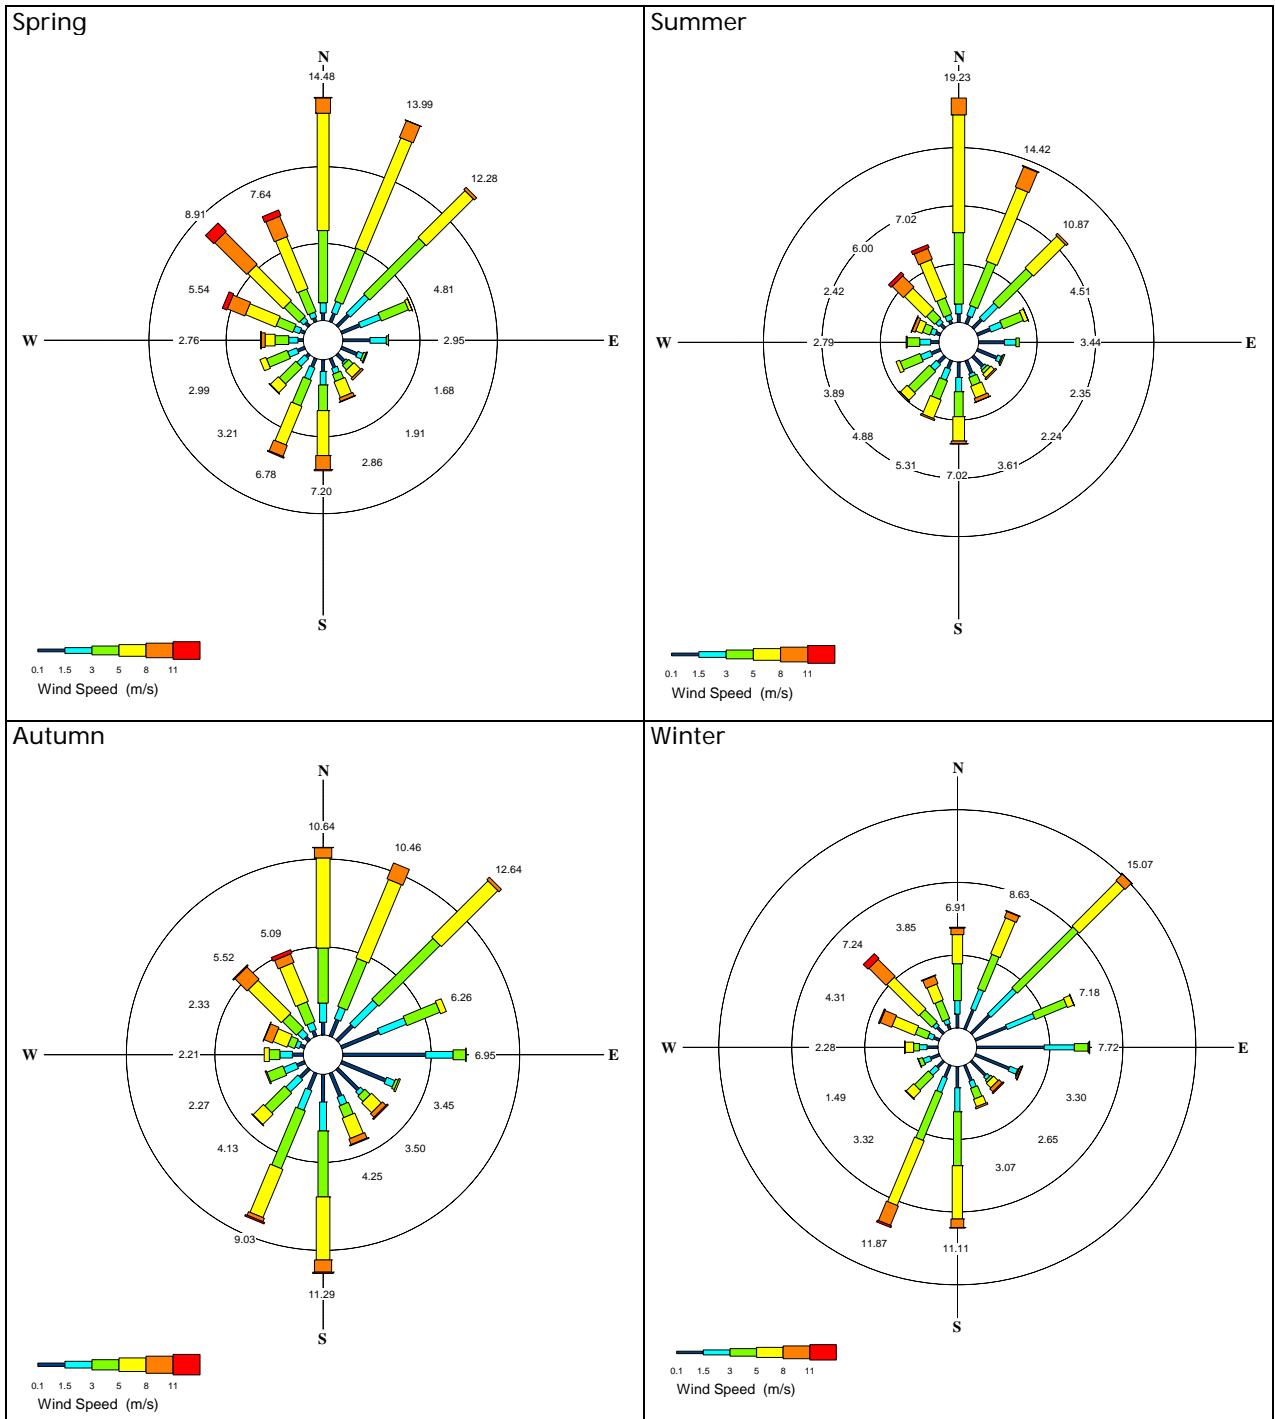 Spring
N
14.48
13.99
12.28
7.64
8.91
5.54
4.81
W
2.76
2.95
E
2.99
1.68
3.21
1.91
6.78
2.86
7.20
S
0.1 1.5 3 5 8 11
Wind Speed (m/s)
Summer
N
19.23
14.42
10.87
7.02
6.00
2.42
4.51
W
2.79
3.44
E
3.89
2.35
4.88
2.24
5.31
3.61
7.02
S
0.1 1.5 3 5 8 11
Wind Speed (m/s)
Autumn
N
10.64
10.46
12.64
5.09
5.52
2.33
6.26
W
2.21
6.95
E
2.27
3.45
4.13
3.50
4.25
9.03
11.29
S
0.1 1.5 3 5 8 11
Wind Speed (m/s)
Winter
N
15.07
8.63
6.91
3.85
7.24
4.31
7.18
W
2.28
7.72
E
1.49
3.30
3.32
2.65
3.07
11.87
11.11
S
0.1 1.5 3 5 8 11
Wind Speed (m/s)